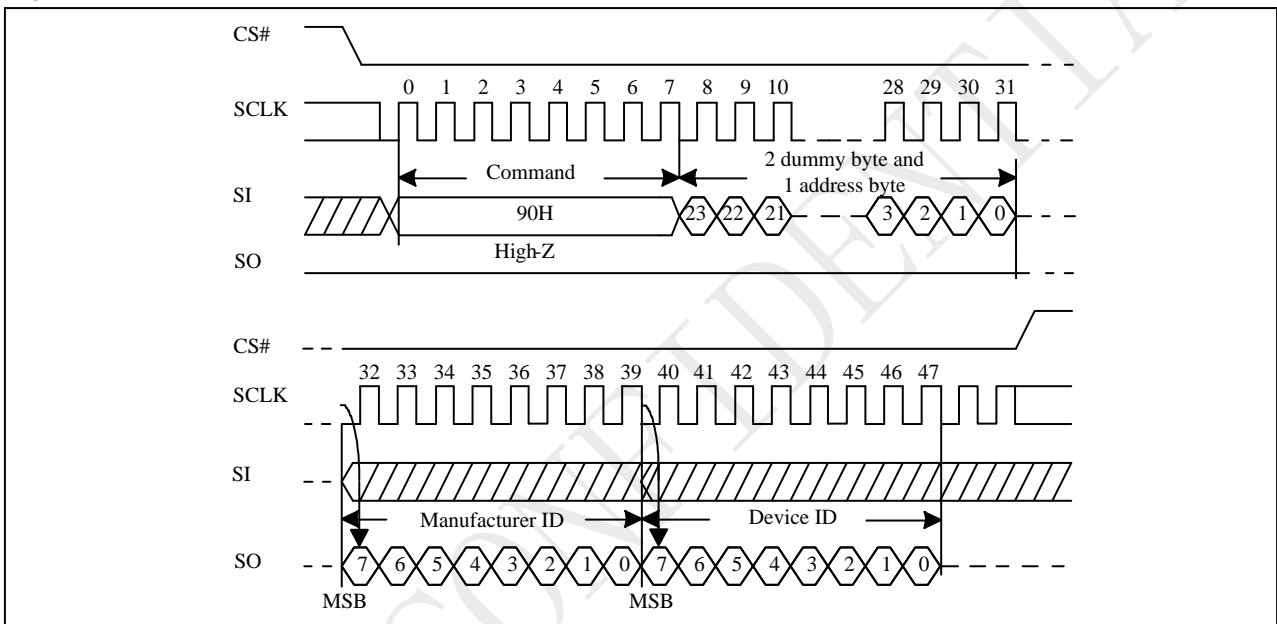 CS#
0 1 2 3 4 5 6 7 8 9 10 28 29 30 31
SCLK
Command
2 dummy byte and
1 address byte
SI
90H
23 22 21 3 2 1 0
High-Z
SO
CS#
32 33 34 35 36 37 38 39 40 41 42 43 44 45 46 47
SCLK
SI
Manufacturer ID Device ID
SO
7 6 5 4 3 2 1 0 7 6 5 4 3 2 1 0
MSB MSB